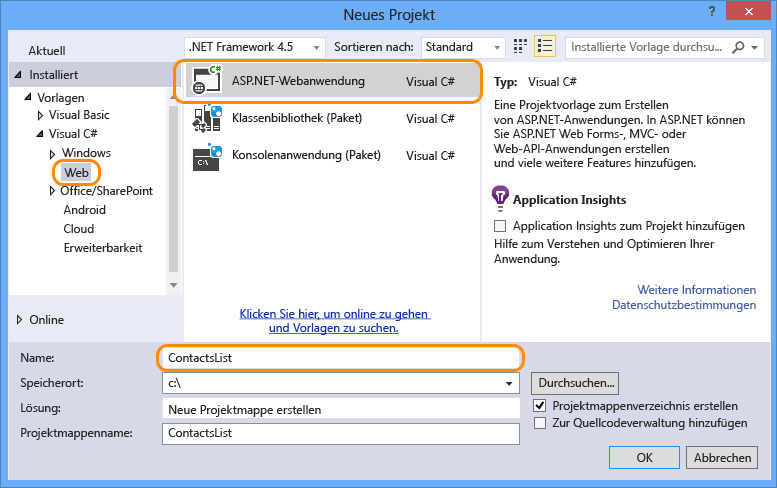 Neues Projekt
?
Aktuell
.NET Framework 4.5
Sortieren nach:
Standard
Installierte Vorlage durchsu...
Installiert
Vorlagen
Visual Basic
Visual C#
Windows
Web
Office/SharePoint
Android
Cloud
Erweiterbarkeit
Online
C#
ASP.NET-Webanwendung
Visual C#
Klassenbibliothek (Paket)
Visual C#
C:\
Konsolenanwendung (Paket)
Visual C#
Klicken Sie hier, um online zu gehen
und Vorlagen zu suchen.
Typ: Visual C#
Eine Projektvorlage zum Erstellen
von ASP.NET-Anwendungen. In ASP.NET können
Sie ASP.NET Web Forms-, MVC- oder
Web-API-Anwendungen erstellen
und viele weitere Features hinzufügen.
Application Insights
Application Insights zum Projekt hinzufügen
Hilfe zum Verstehen und Optimieren Ihrer
Anwendung.
Weitere Informationen
Datenschutzbestimmungen
Name:
ContactsList
Speicherort:
c:\
Durchsuchen...
Lösung:
Neue Projektmappe erstellen
Projektmappenverzeichnis erstellen
Projektmappenname:
ContactsList
Zur Quellcodeverwaltung hinzufügen
OK
Abbrechen